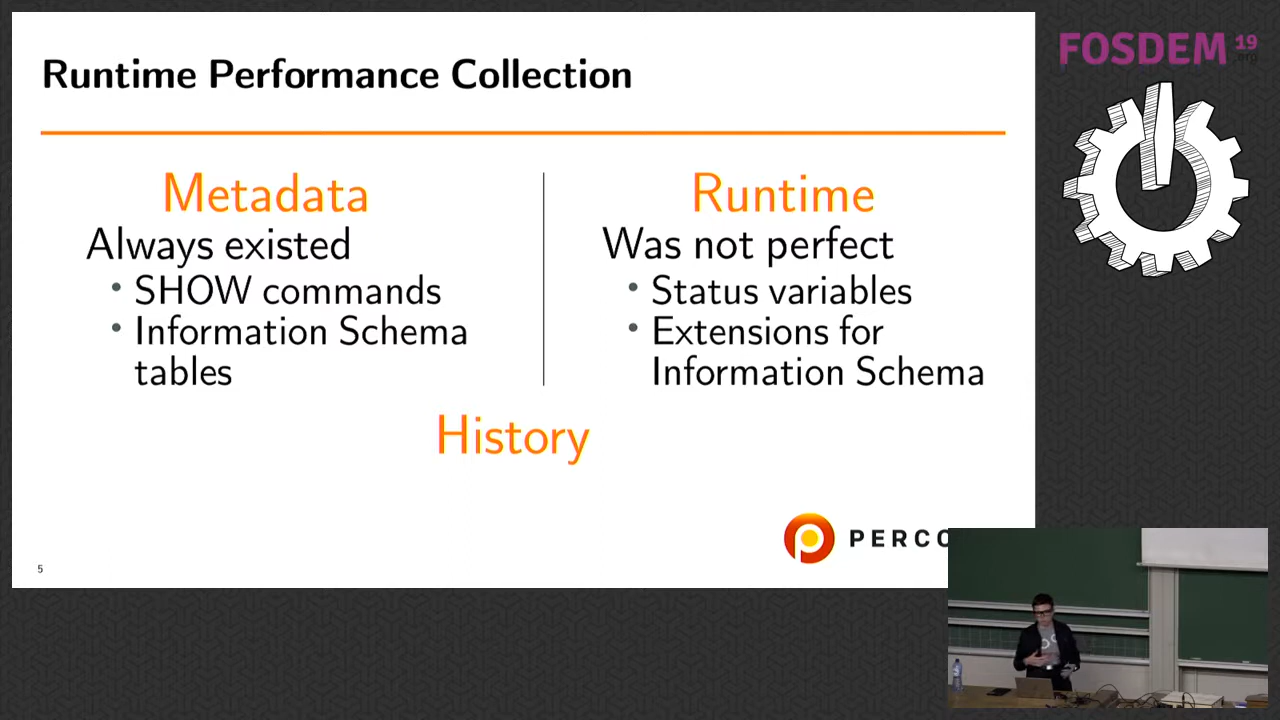 Runtime Performance Collection
Metadata
Always existed
• SHOW commands
• Information Schema
tables
Runtime
Was not perfect
• Status variables
• Extensions for
Information Schema
History
PERCO
5
FOSDEM 19
.org